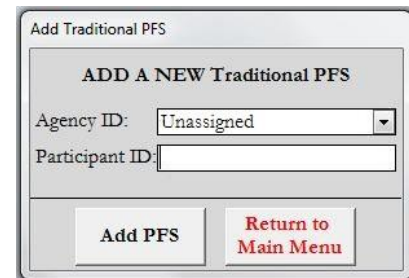 Add Traditional PFS
ADD A NEW Traditional PFS
Agency ID: Unassigned
Participant ID:
Add PFS
Return to
Main Menu